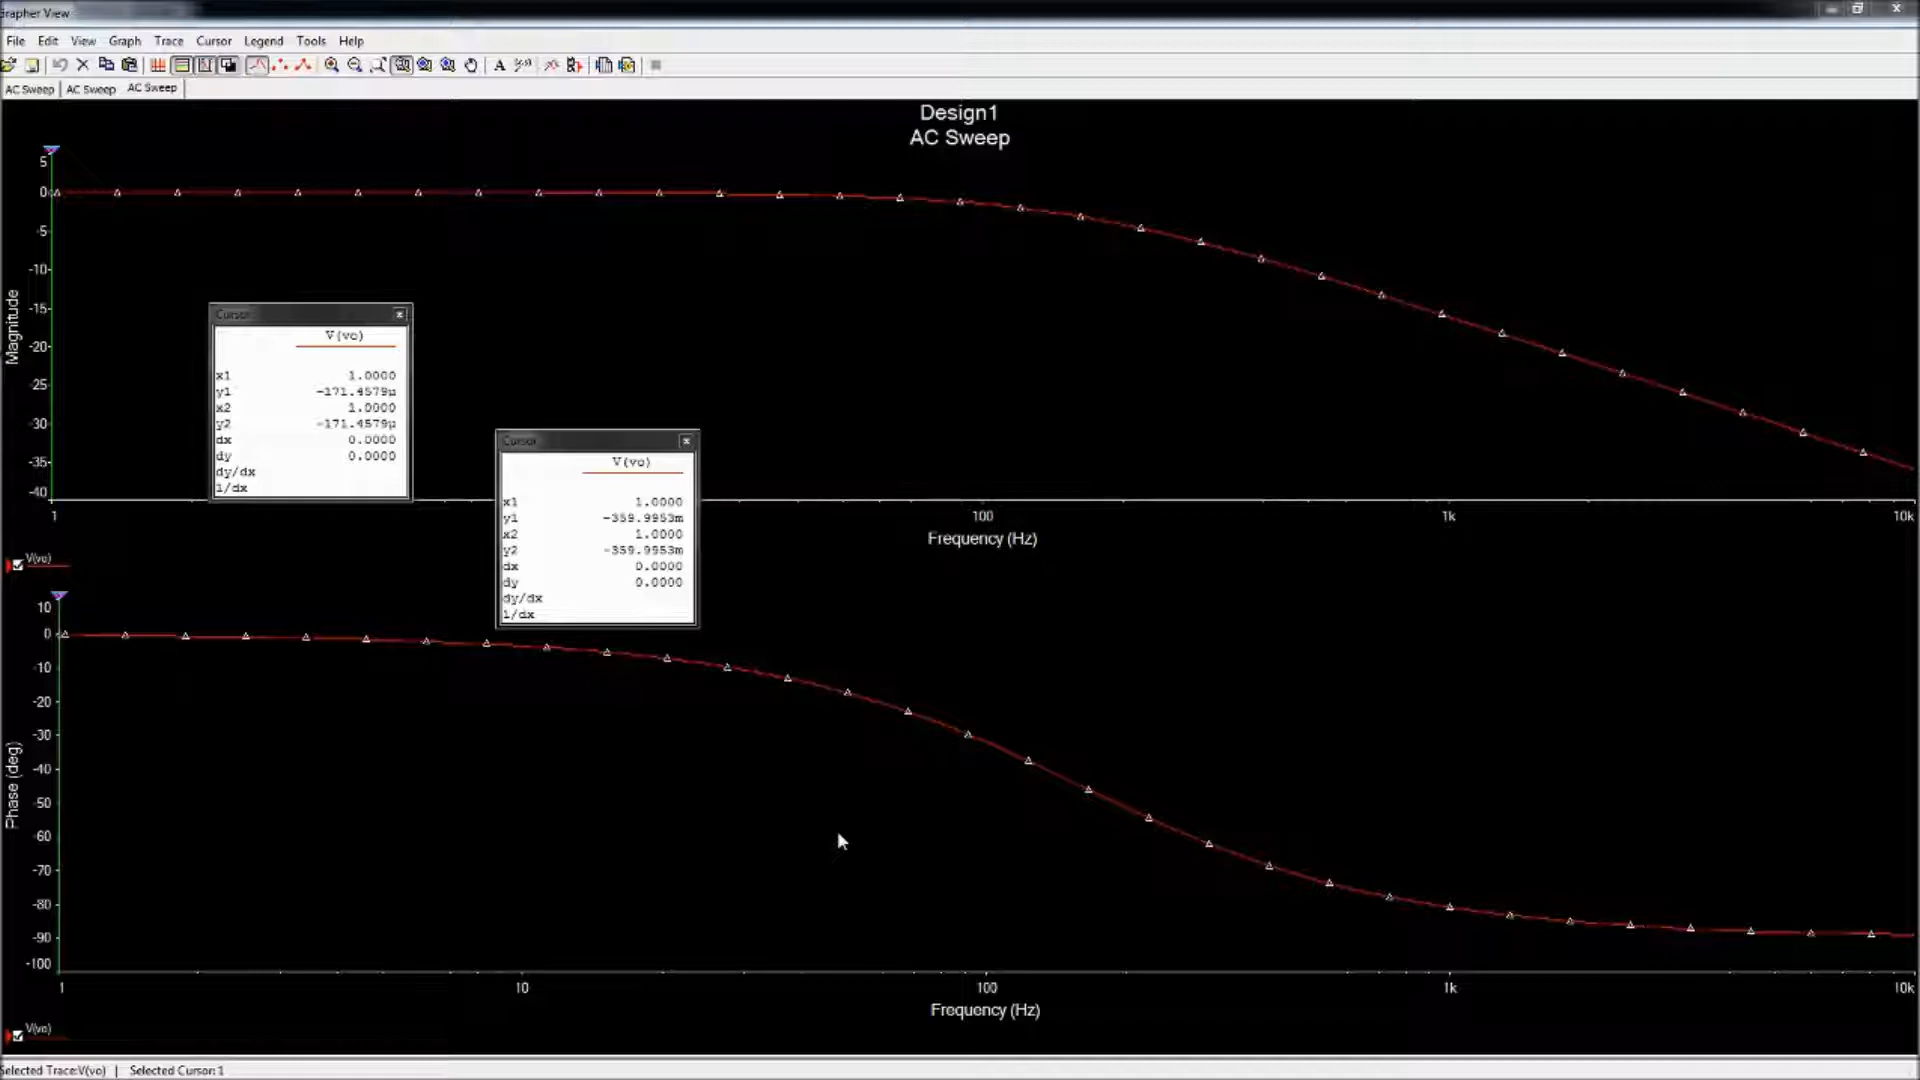 Grapher View
File Edit View Graph Trace Cursor Legend Tools Help
AC Sweep AC Sweep AC Sweep
Design1
AC Sweep
5
0
-5
-10
-15
-20
-25
-30
-35
-40
Magnitude
Cursor
V(vo)
x1 1.0000
y1 -171.4579µ
x2 1.0000
y2 -171.4579µ
dx 0.0000
dy 0.0000
dy/dx
1/dx
Cursor
V(vo)
x1 1.0000
y1 -359.9953m
x2 1.0000
y2 -359.9953m
dx 0.0000
dy 0.0000
dy/dx
1/dx
1 100 1k 10k
Frequency (Hz)
V(vo)
10
0
-10
-20
-30
-40
-50
-60
-70
-80
-90
-100
Phase (deg)
1 10 100 1k 10k
Frequency (Hz)
V(vo)
Selected Trace:V(vo) | Selected Cursor:1